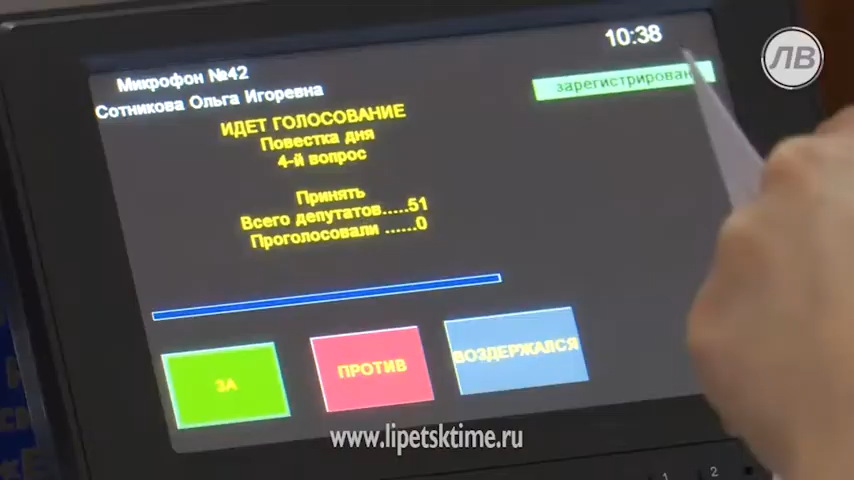 10:38
ЛВ
Микрофон №42
Сотникова Ольга Игоревна
зарегистрирован
ИДЕТ ГОЛОСОВАНИЕ
Повестка дня
4-й вопрос
Принять
Всего депутатов.....51
Проголосовали ......0
ЗА
ПРОТИВ
ВОЗДЕРЖАЛСЯ
www.lipetsktime.ru
1 2